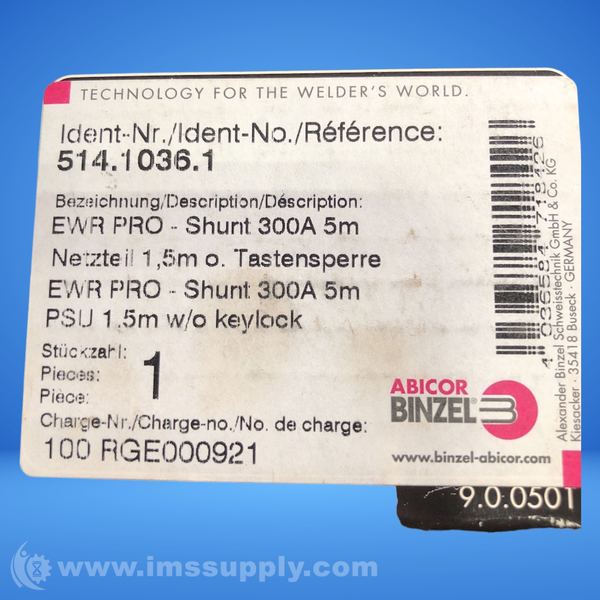 TECHNOLOGY FOR THE WELDER'S WORLD.
Ident-Nr./Ident-No./Référence:
514.1036.1
Bezeichnung/Description/Déscription:
EWR PRO - Shunt 300A 5m
Netzteil 1,5m o. Tastensperre
EWR PRO - Shunt 300A 5m
PSU 1,5m w/o keylock
Stückzahl:
Pieces:
Pièce:
1
Charge-Nr./Charge-no./No. de charge:
100 RGE000921
4 036584 718426
Alexander Binzel Schweisstechnik GmbH & Co. KG
Kiesacker · 35418 Buseck · GERMANY
ABICOR
BINZEL
www.binzel-abicor.com
9.0.0501
www.imssupply.com